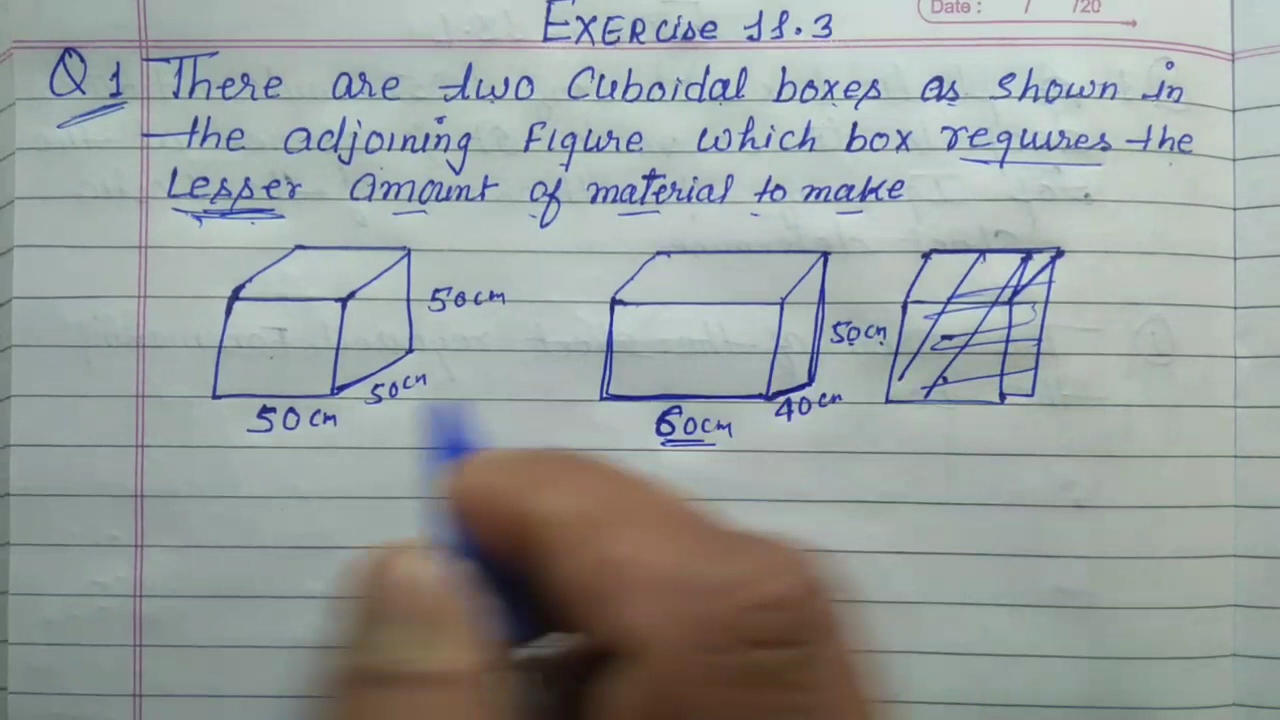 Date : / /20
EXERCise 11.3
Q 1 There are two Cuboidal boxes as shown in
the adjoining Figure which box requires the
Lesser amount of material to make
50cm
50cm
50cm
50cm
40cm
60cm